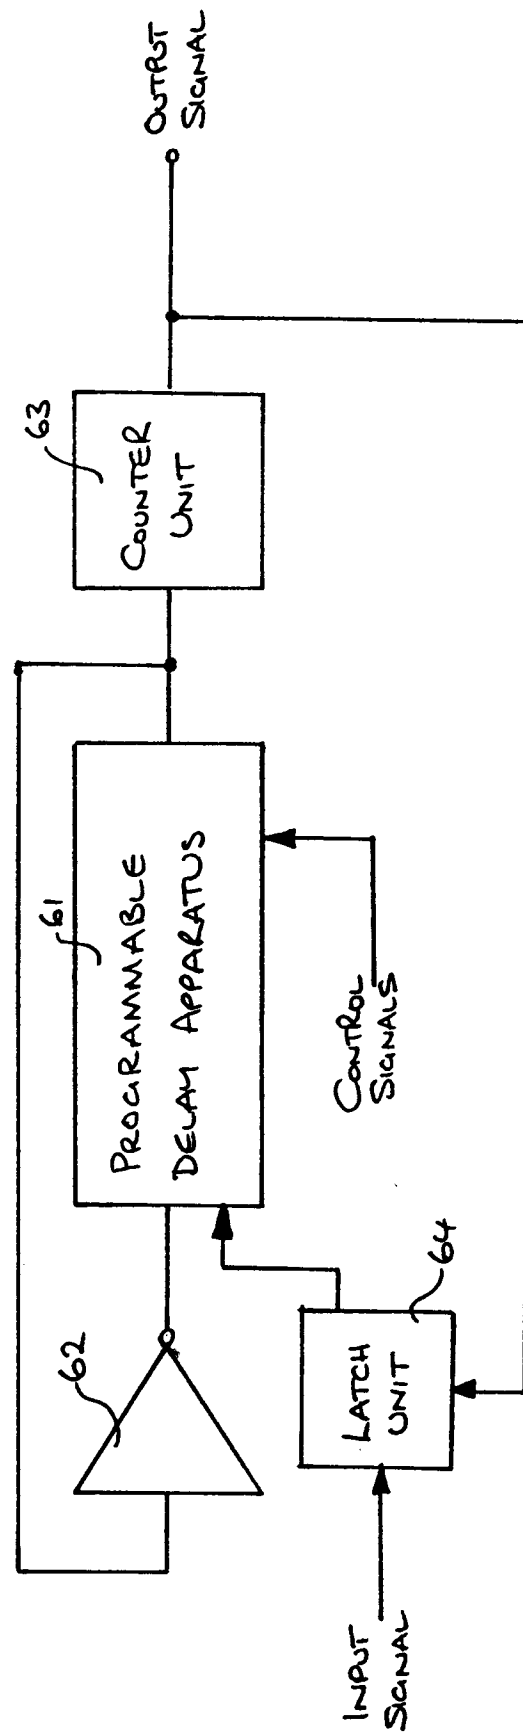 62
61
PROGRAMMABLE
DELAY APPARATUS
63
COUNTER
UNIT
OUTPUT
SIGNAL
INPUT
SIGNAL
LATCH
UNIT
64
CONTROL
SIGNALS